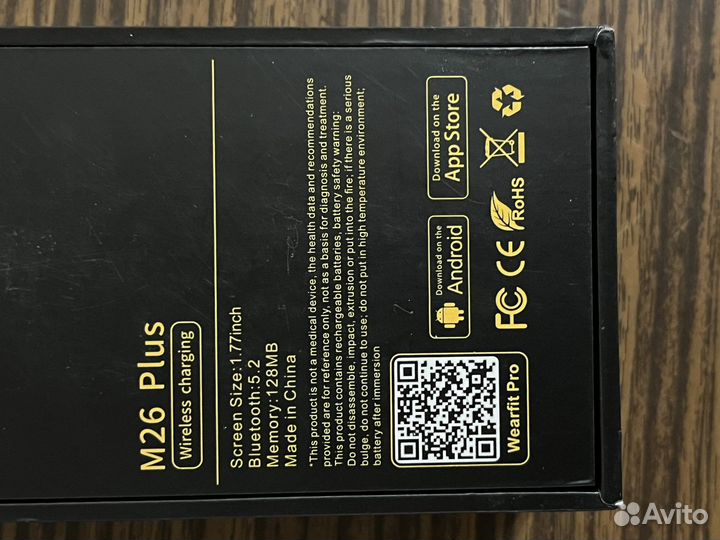 M26 Plus
Wireless charging
Screen Size:1.77inch
Bluetooth:5.2
Memory:128MB
Made in China
*This product is not a medical device, the health data and recommendations
provided are for reference only, not as a basis for diagnosis and treatment.
This product contains rechargeable batteries, battery safety warning:
Do not disassemble, impact, extrusion or put into the fire; if there is a serious
bulge, do not continue to use; do not put in high temperature environment;
battery after immersion
Wearfit Pro
Download on the
Android
Download on the
App Store
FC CE RoHS
Avito